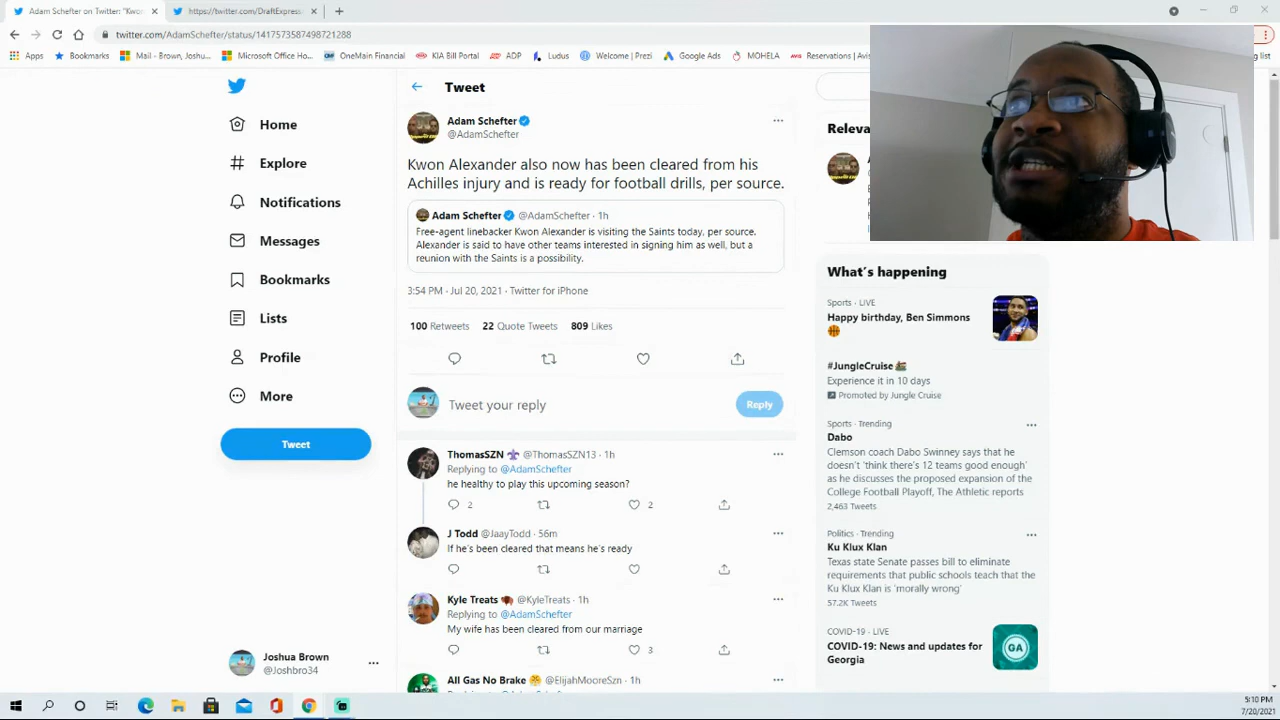 Adam Schefter on Twitter: "Kwon
https://twitter.com/DraftExpress
twitter.com/AdamSchefter/status/1417573587498721288
Apps
Bookmarks
Mail - Brown, Joshu...
Microsoft Office Ho...
OneMain Financial
KIA Bill Portal
ADP
Ludust
Welcome | Prezi
Google Ads
MOHELA
Reservations | Avis
Home
Explore
Notifications
Messages
Bookmarks
Lists
Profile
More
Tweet
Joshua Brown
@Joshbro34
Tweet
Adam Schefter
@AdamSchefter
Kwon Alexander also now has been cleared from his
Achilles injury and is ready for football drills, per source.
Adam Schefter @AdamSchefter · 1h
Free-agent linebacker Kwon Alexander is visiting the Saints today, per source.
Alexander is said to have other teams interested in signing him as well, but a
reunion with the Saints is a possibility.
3:54 PM · Jul 20, 2021 · Twitter for iPhone
100 Retweets 22 Quote Tweets 809 Likes
Tweet your reply
Reply
ThomasSZN @ThomasSZN13 · 1h
Replying to @AdamSchefter
he healthy to play this upcoming season?
2 2
J Todd @JaayTodd · 56m
If he's been cleared that means he's ready
Kyle Treats @KyleTreats · 1h
Replying to @AdamSchefter
My wife has been cleared from our marriage
3
All Gas No Brake @ElijahMooreSzn · 1h
Releva
What's happening
Sports · LIVE
Happy birthday, Ben Simmons
#JungleCruise
Experience it in 10 days
Promoted by Jungle Cruise
Sports · Trending
Dabo
Clemson coach Dabo Swinney says that he
doesn't 'think there's 12 teams good enough'
as he discusses the proposed expansion of the
College Football Playoff, The Athletic reports
2,463 Tweets
Politics · Trending
Ku Klux Klan
Texas state Senate passes bill to eliminate
requirements that public schools teach that the
Ku Klux Klan is 'morally wrong'
57.2K Tweets
COVID-19 · LIVE
COVID-19: News and updates for
Georgia
GA
5:10 PM
7/20/2021